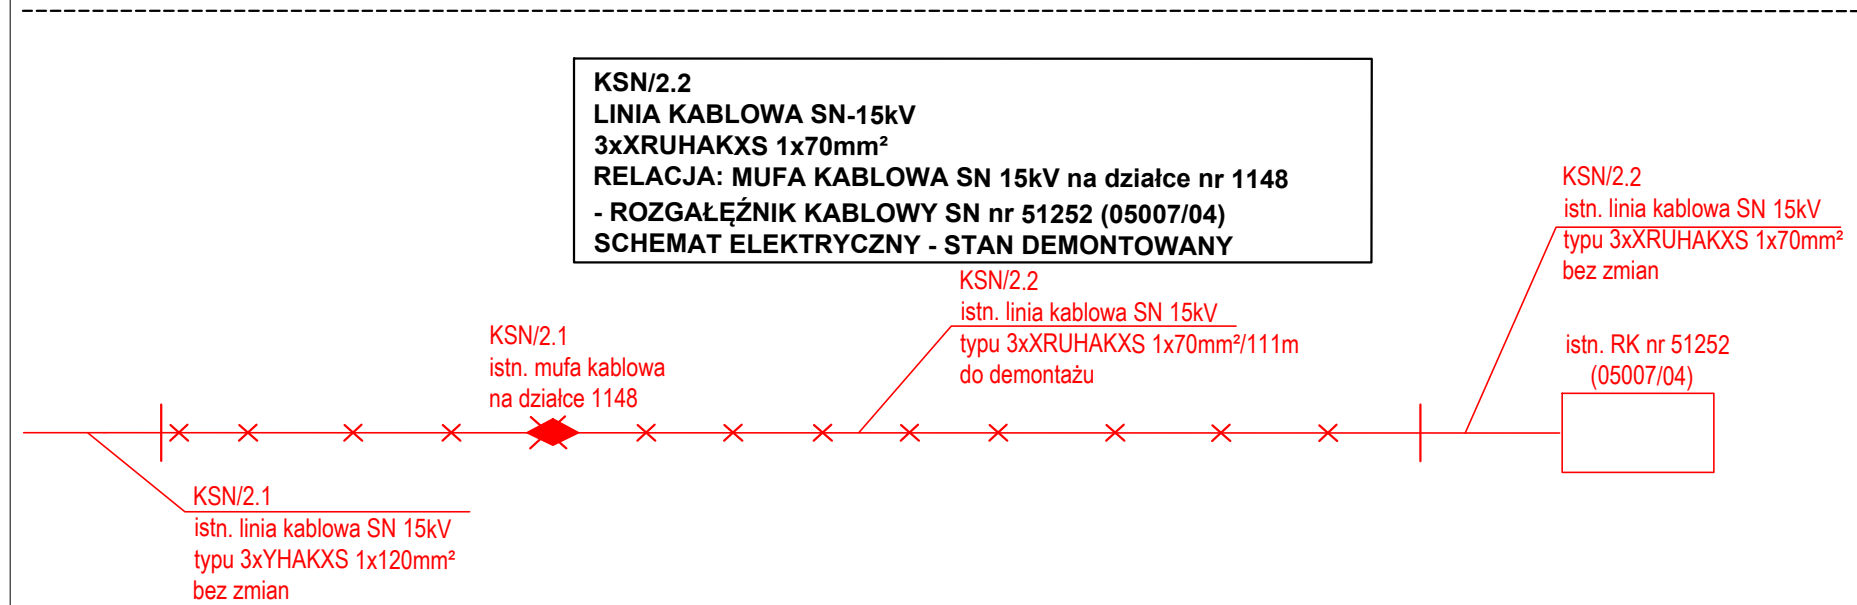 KSN/2.2
LINIA KABLOWA SN-15kV
3xXRUHAKXS 1x70mm²
RELACJA: MUFA KABLOWA SN 15kV na działce nr 1148
- ROZGAŁĘŹNIK KABLOWY SN nr 51252 (05007/04)
SCHEMAT ELEKTRYCZNY - STAN DEMONTOWANY
KSN/2.2
istn. linia kablowa SN 15kV
typu 3xXRUHAKXS 1x70mm²
bez zmian
KSN/2.2
istn. linia kablowa SN 15kV
typu 3xXRUHAKXS 1x70mm²/111m
do demontażu
KSN/2.1
istn. mufa kablowa
na działce 1148
istn. RK nr 51252
(05007/04)
KSN/2.1
istn. linia kablowa SN 15kV
typu 3xYHAKXS 1x120mm²
bez zmian